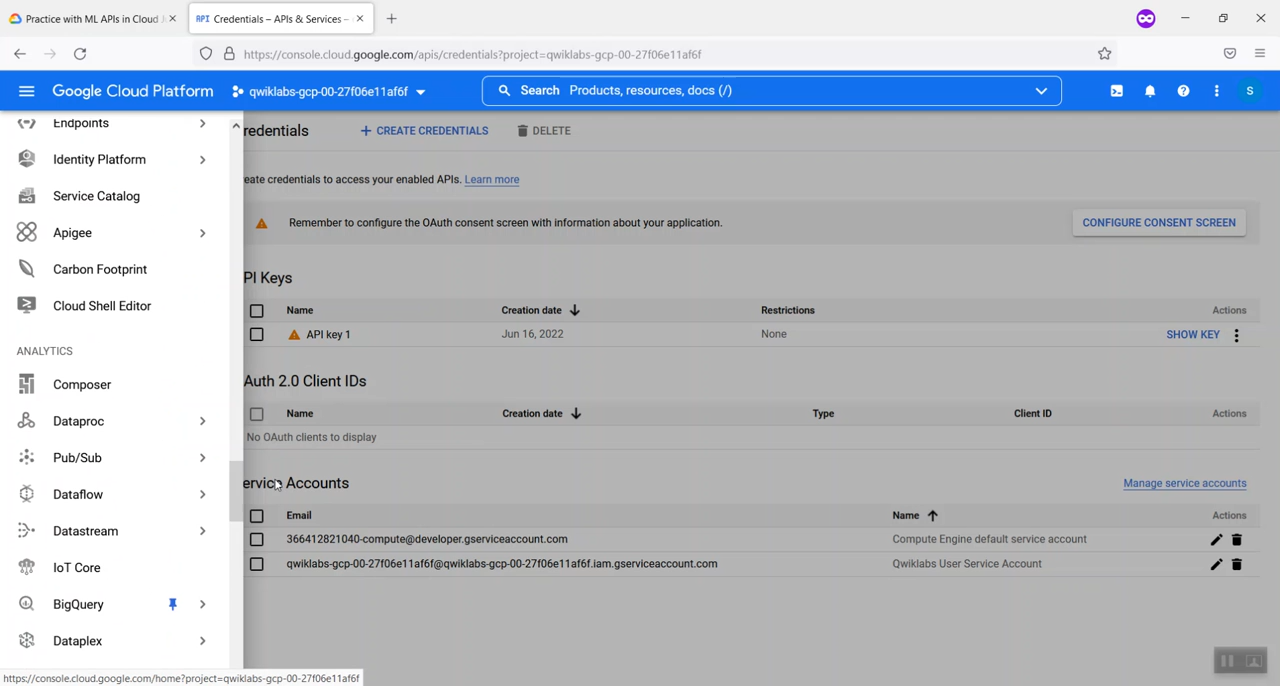 Practice with ML APIs in Cloud
API Credentials – APIs & Services –
https://console.cloud.google.com/apis/credentials?project=qwiklabs-gcp-00-27f06e11af6f
Google Cloud Platform
qwiklabs-gcp-00-27f06e11af6f
Search Products, resources, docs (/)
S
Endpoints
Identity Platform
Service Catalog
Apigee
Carbon Footprint
Cloud Shell Editor
ANALYTICS
Composer
Dataproc
Pub/Sub
Dataflow
Datastream
IoT Core
BigQuery
Dataplex
redentials
+ CREATE CREDENTIALS
DELETE
eate credentials to access your enabled APIs. Learn more
Remember to configure the OAuth consent screen with information about your application.
CONFIGURE CONSENT SCREEN
PI Keys
Name Creation date Restrictions Actions
API key 1 Jun 16, 2022 None SHOW KEY
Auth 2.0 Client IDs
Name Creation date Type Client ID Actions
No OAuth clients to display
ervice Accounts
Manage service accounts
Email Name Actions
366412821040-compute@developer.gserviceaccount.com Compute Engine default service account
qwiklabs-gcp-00-27f06e11af6f@qwiklabs-gcp-00-27f06e11af6f.iam.gserviceaccount.com Qwiklabs User Service Account
https://console.cloud.google.com/home?project=qwiklabs-gcp-00-27f06e11af6f